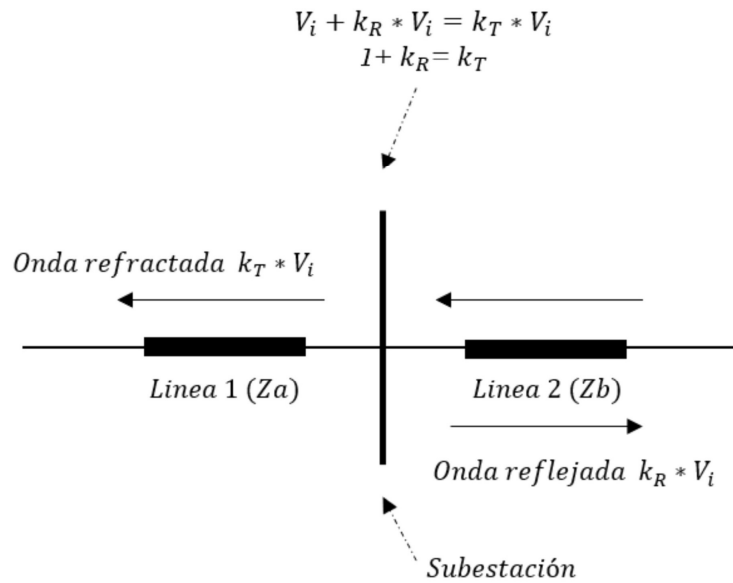 V_i + k_R * V_i = k_T * V_i
1 + k_R = k_T
Onda refractada k_T * V_i
Linea 1 (Za)
Linea 2 (Zb)
Onda reflejada k_R * V_i
Subestación